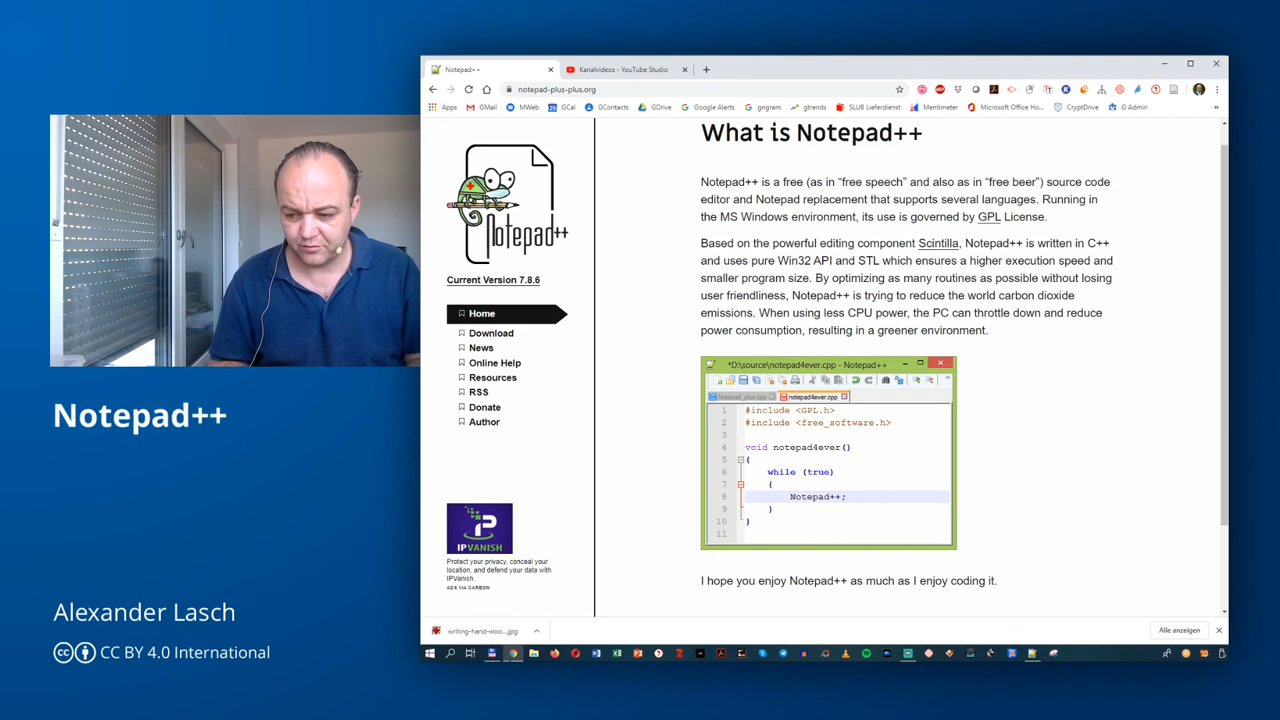 Notepad++
Kanalvideos - YouTube Studio
notepad-plus-plus.org
Apps GMail MWeb GCal GContacts GDrive Google Alerts gngram gtrends SLUB Lieferdienst Mentimeter Microsoft Office Ho... CryptDrive G Admin
notepad++
Current Version 7.8.6
Home
Download
News
Online Help
Resources
RSS
Donate
Author
IPVANISH
Protect your privacy, conceal your
location, and defend your data with
IPVanish.
ADS VIA CARBON
What is Notepad++
Notepad++ is a free (as in “free speech” and also as in “free beer”) source code
editor and Notepad replacement that supports several languages. Running in
the MS Windows environment, its use is governed by GPL License.
Based on the powerful editing component Scintilla, Notepad++ is written in C++
and uses pure Win32 API and STL which ensures a higher execution speed and
smaller program size. By optimizing as many routines as possible without losing
user friendliness, Notepad++ is trying to reduce the world carbon dioxide
emissions. When using less CPU power, the PC can throttle down and reduce
power consumption, resulting in a greener environment.
*D:\source\notepad4ever.cpp - Notepad++
Notepad_plus.cpp notepad4ever.cpp
1 #include <GPL.h>
2 #include <free_software.h>
3
4 void notepad4ever()
5 {
6 while (true)
7 {
8 Notepad++;
9 }
10 }
11
I hope you enjoy Notepad++ as much as I enjoy coding it.
writing-hand-woo....jpg
Alle anzeigen
Notepad++
Alexander Lasch
CC BY 4.0 International